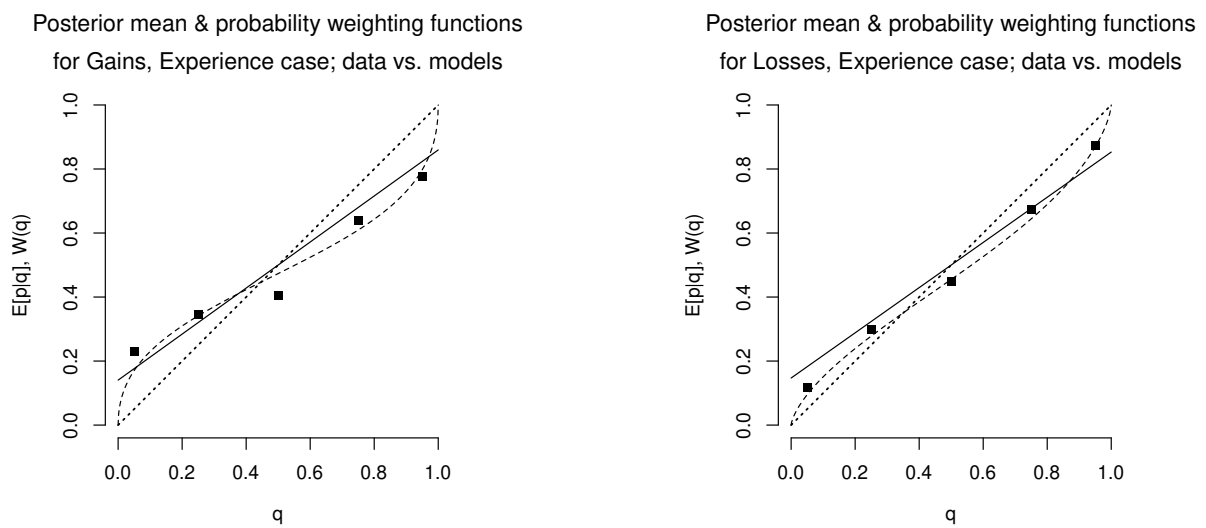 Posterior mean & probability weighting functions
for Gains, Experience case; data vs. models
E[p|q], W(q)
1.0
0.8
0.6
0.4
0.2
0.0
0.0 0.2 0.4 0.6 0.8 1.0
q
Posterior mean & probability weighting functions
for Losses, Experience case; data vs. models
E[p|q], W(q)
1.0
0.8
0.6
0.4
0.2
0.0
0.0 0.2 0.4 0.6 0.8 1.0
q